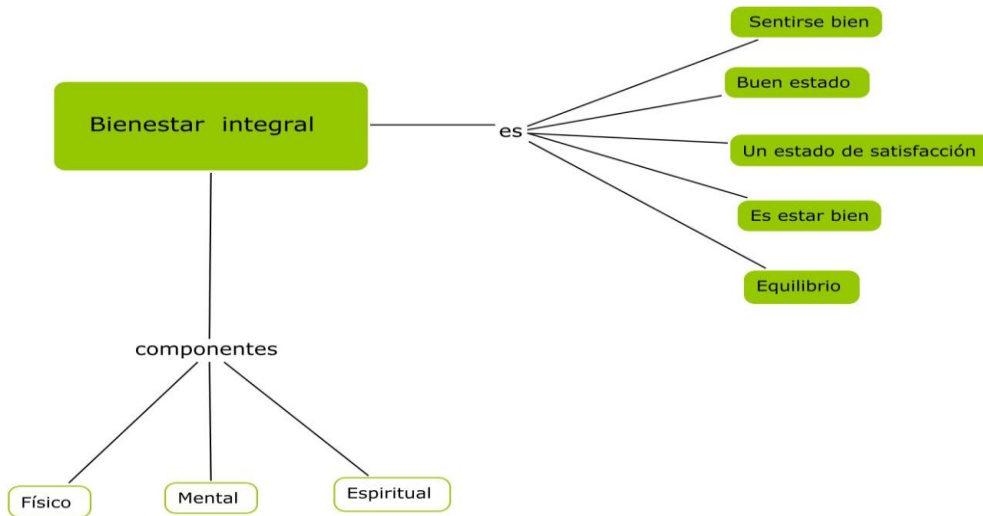 Sentirse bien
Buen estado
Bienestar integral
es
Un estado de satisfacción
Es estar bien
Equilibrio
componentes
Físico
Mental
Espiritual